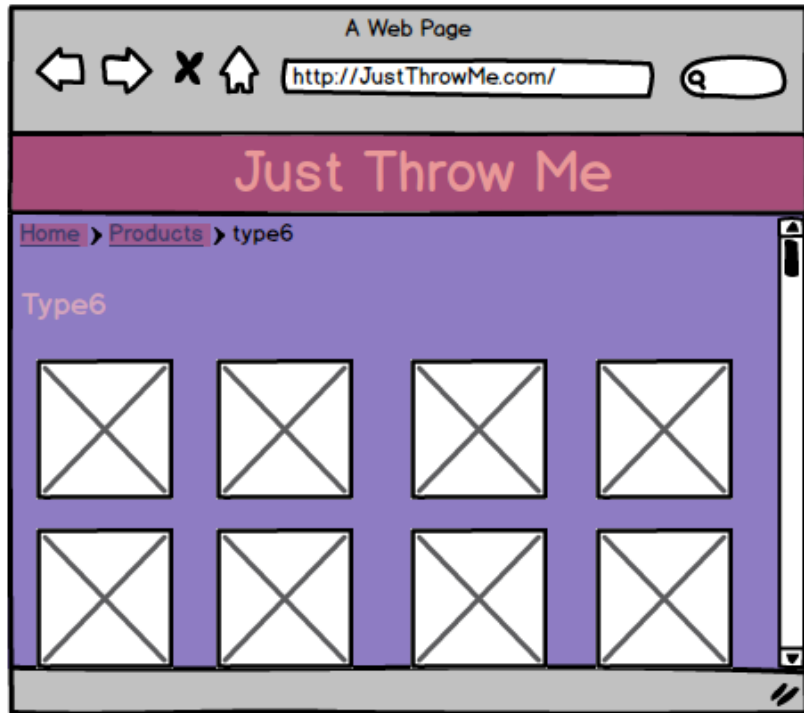 A Web Page
http://JustThrowMe.com/
Just Throw Me
Home > Products > type6
Type6